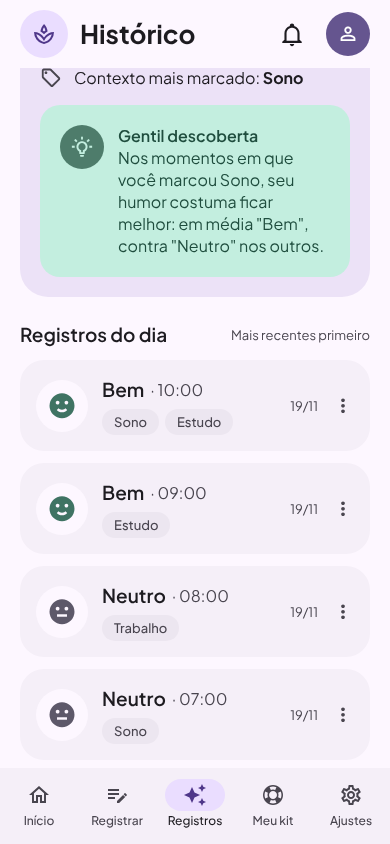 Histórico
Contexto mais marcado: Sono
Gentil descoberta
Nos momentos em que
você marcou Sono, seu
humor costuma ficar
melhor: em média "Bem",
contra "Neutro" nos outros.
Registros do dia
Mais recentes primeiro
Bem · 10:00
Sono
Estudo
19/11
Bem · 09:00
Estudo
19/11
Neutro · 08:00
Trabalho
19/11
Neutro · 07:00
Sono
19/11
Início
Registrar
Registros
Meu kit
Ajustes